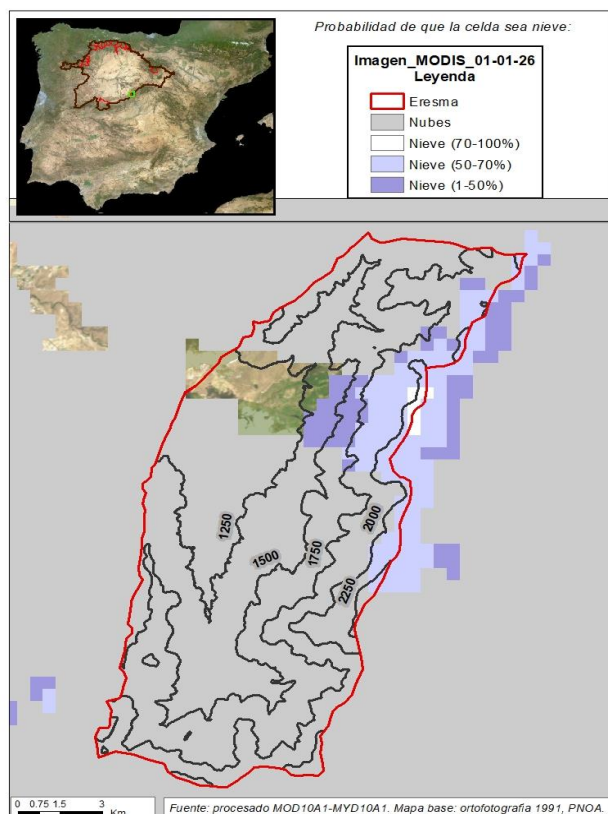 Probabilidad de que la celda sea nieve:
Imagen_MODIS_01-01-26
Leyenda
Eresma
Nubes
Nieve (70-100%)
Nieve (50-70%)
Nieve (1-50%)
1250
1500
1750
2000
2250
0 0.75 1.5 3
Km
Fuente: procesado MOD10A1-MYD10A1. Mapa base: ortofotografia 1991, PNOA.